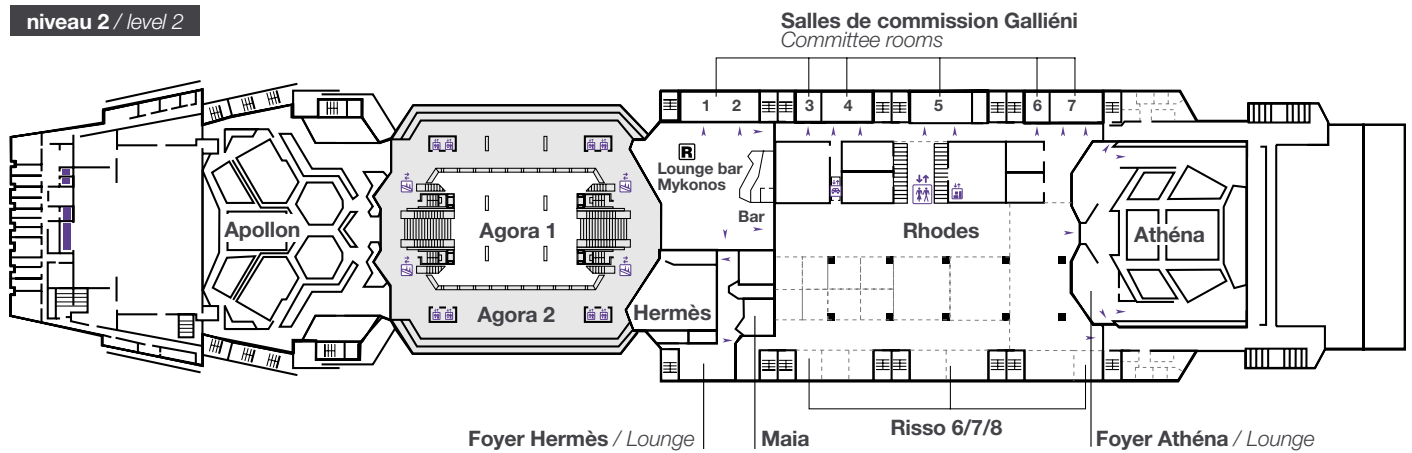 niveau 2 / level 2
Salles de commission Galliéni
Committee rooms
1 2 3 4 5 6 7
R
Lounge bar
Mykonos
Bar
Apollon
Agora 1
Rhodes
Athéna
Agora 2
Hermès
Foyer Hermès / Lounge
Maia
Risso 6/7/8
Foyer Athéna / Lounge